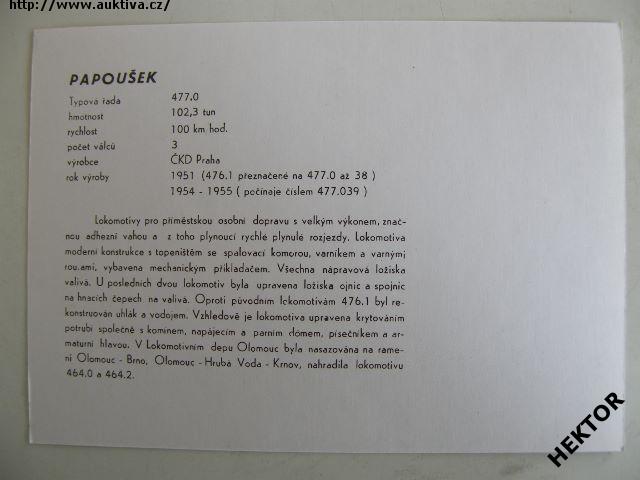 http://www.auktiva.cz/
PAPOUŠEK
Typová řada 477.0
hmotnost 102,3 tun
rychlost 100 km hod.
počet válců 3
výrobce ČKD Praha
rok výroby 1951 (476.1 přeznačené na 477.0 až 38 )
1954 - 1955 ( počínaje číslem 477.039 )
Lokomotivy pro příměstskou osobní dopravu s velkým výkonem, znač-
nou adhezní vahou a z toho plynoucí rychlé plynulé rozjezdy. Lokomotiva
moderní konstrukce s topeništěm se spalovací komorou, varníkem a varnými
rou.ami, vybavena mechanickým přikladačem. Všechna nápravová ložiska
valivá. U posledních dvou lokomotiv byla upravena ložiska ojnic a spojnic
na hnacích čepech na valivá. Oproti původním lokomotivám 476.1 byl re-
konstruován uhlák a vodojem. Vzhledově je lokomotiva upravena krytováním
potrubí společně s komínem, napájecím a parním dómem, písečníkem a ar-
maturní hlavou. V Lokomotivním depu Olomouc byla nasazována na rame-
ni Olomouc - Brno, Olomouc - Hrubá Voda - Krnov, nahradila lokomotivu
464.0 a 464.2.
HEKTOR